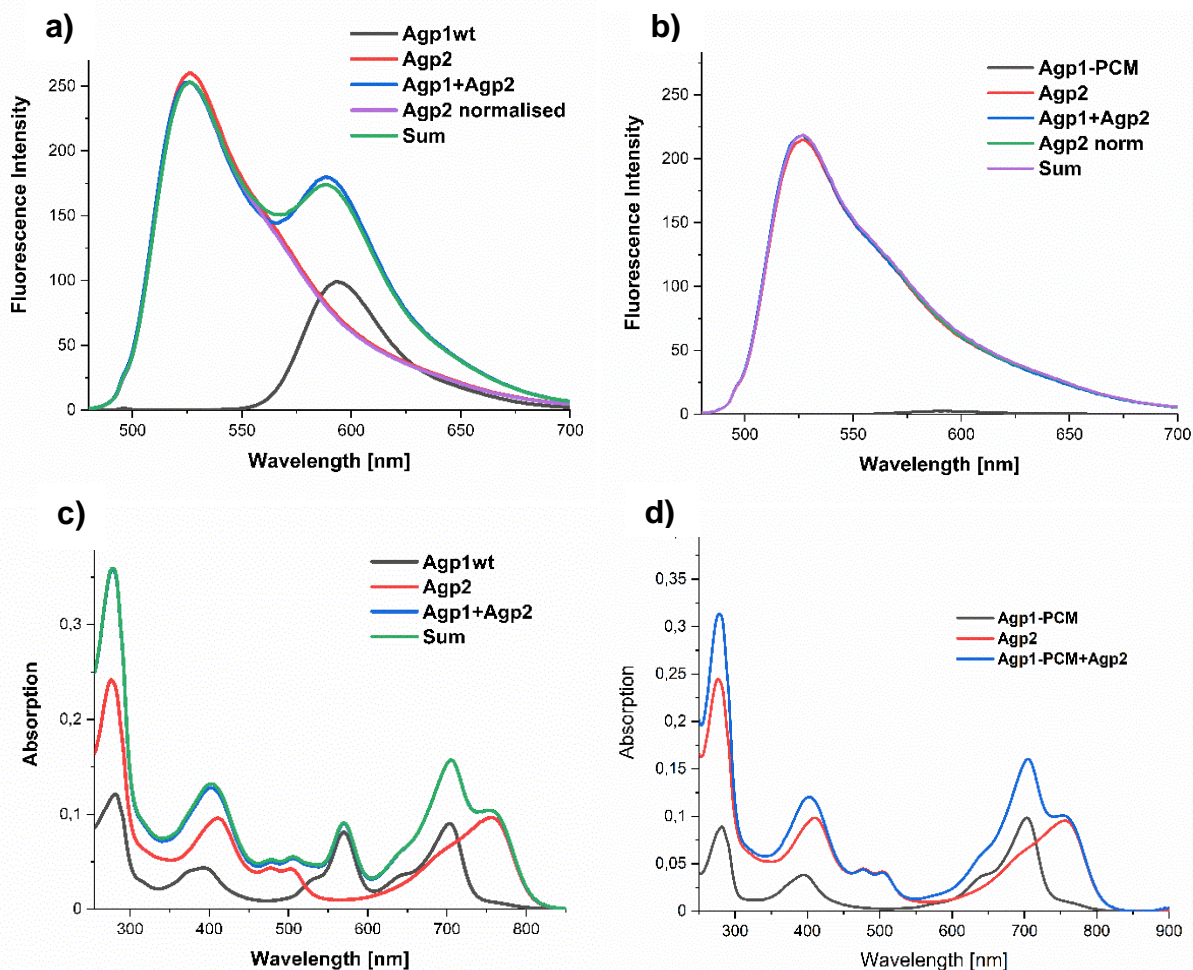 a)
Agp1wt
Agp2
Agp1+Agp2
Agp2 normalised
Sum
Fluorescence Intensity
250
200
150
100
50
0
500 550 600 650 700
Wavelength [nm]
b)
Agp1-PCM
Agp2
Agp1+Agp2
Agp2 norm
Sum
Fluorescence Intensity
250
200
150
100
50
0
500 550 600 650 700
Wavelength [nm]
c)
Agp1wt
Agp2
Agp1+Agp2
Sum
Absorption
0,3
0,2
0,1
0
300 400 500 600 700 800
Wavelength [nm]
d)
Agp1-PCM
Agp2
Agp1-PCM+Agp2
Absorption
0,35
0,3
0,25
0,2
0,15
0,1
0,05
0
300 400 500 600 700 800 900
Wavelength [nm]